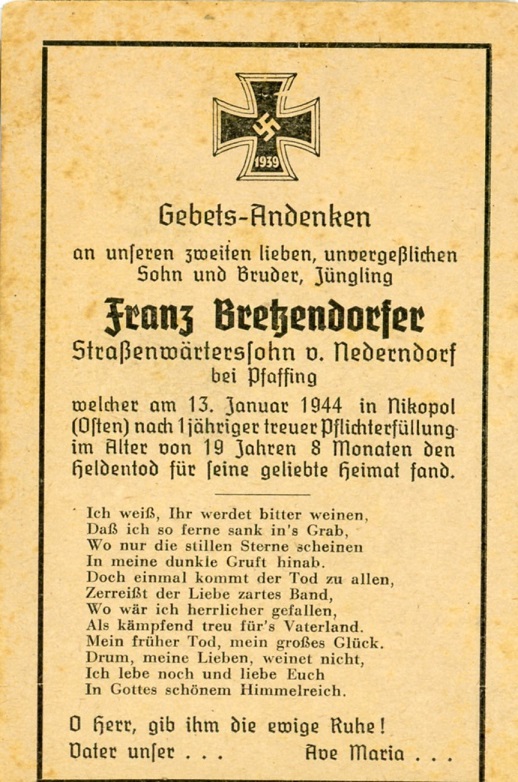 1939
Gebets-Andenken
an unseren zweiten lieben, unvergeßlichen
Sohn und Bruder, Jüngling
Franz Bretzendorfer
Straßenwärterssohn v. Nederndorf
bei Pfaffing
welcher am 13. Januar 1944 in Nikopol
(Osten) nach 1jähriger treuer Pflichterfüllung
im Alter von 19 Jahren 8 Monaten den
Heldentod für seine geliebte Heimat fand.
Ich weiß, Ihr werdet bitter weinen,
Daß ich so ferne sank in's Grab,
Wo nur die stillen Sterne scheinen
In meine dunkle Gruft hinab.
Doch einmal kommt der Tod zu allen,
Zerreißt der Liebe zartes Band,
Wo wär ich herrlicher gefallen,
Als kämpfend treu für's Vaterland.
Mein früher Tod, mein großes Glück.
Drum, meine Lieben, weinet nicht,
Ich lebe noch und liebe Euch
In Gottes schönem Himmelreich.
O Herr, gib ihm die ewige Ruhe!
Vater unser . . . Ave Maria . . .